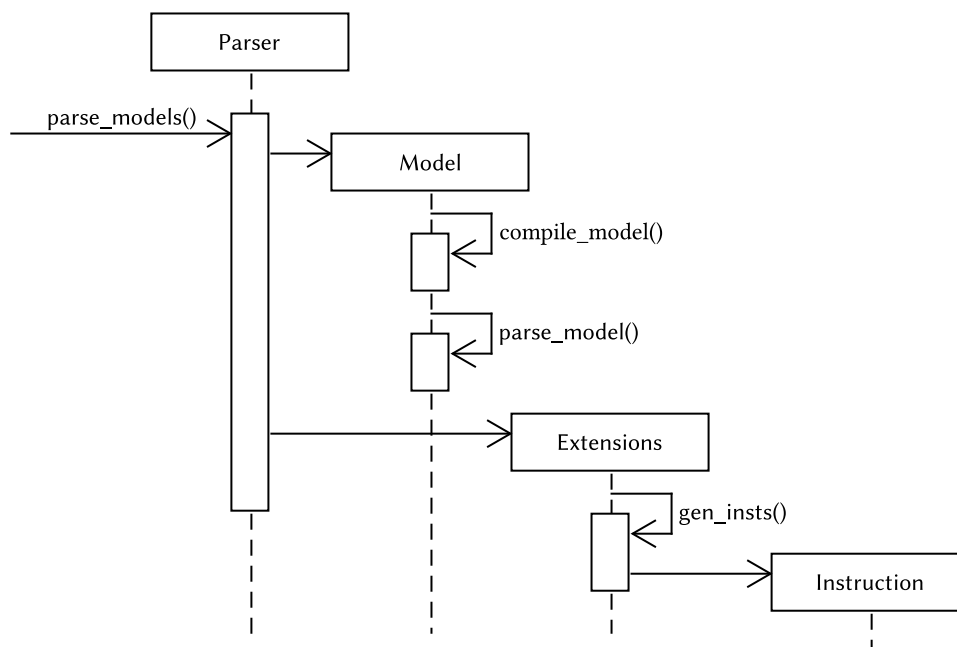 Parser
parse_models()
Model
compile_model()
parse_model()
Extensions
gen_insts()
Instruction